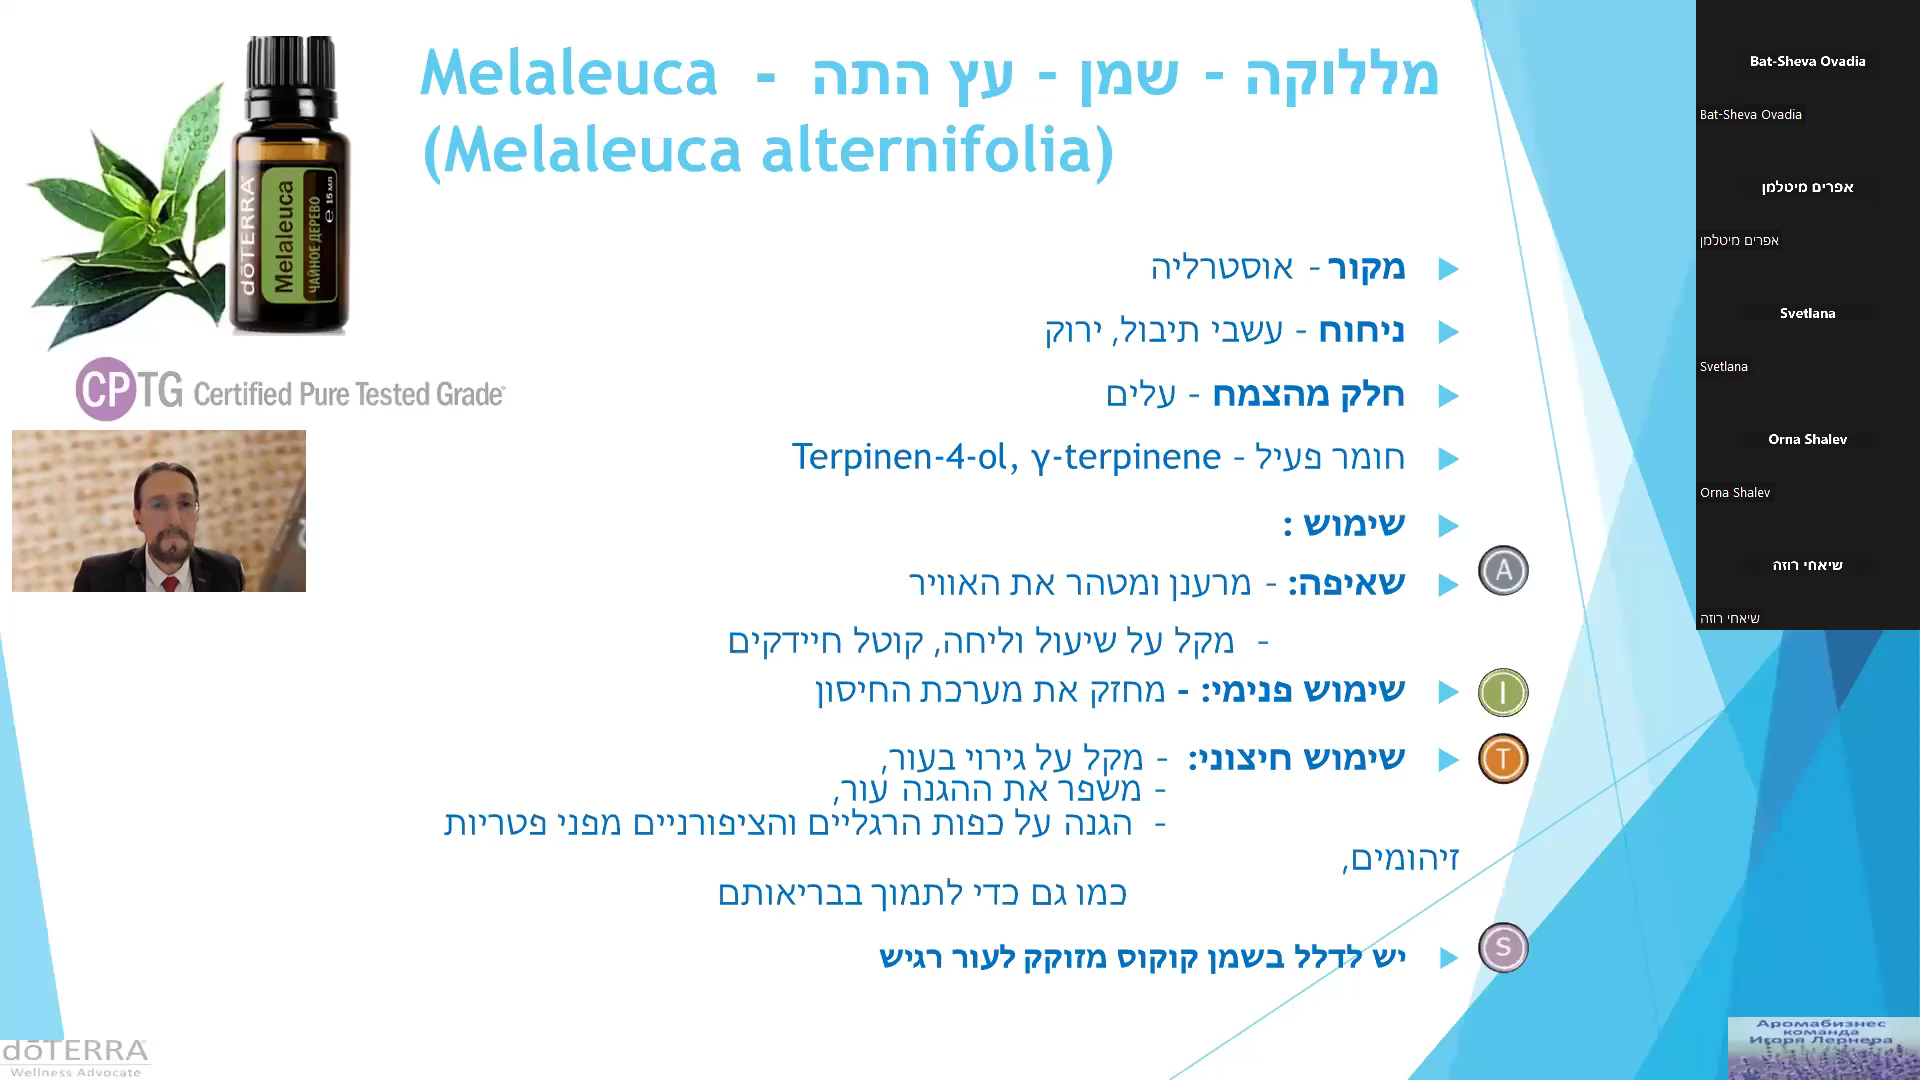 מללוקה - שמן - עץ התה - Melaleuca
(Melaleuca alternifolia)
dōTERRA
Melaleuca
ЧАЙНОЕ ДЕРЕВО
℮ 15 мл
CPTG Certified Pure Tested Grade
מקור - אוסטרליה
ניחוח - עשבי תיבול, ירוק
חלק מהצמח - עלים
חומר פעיל - Terpinen-4-ol, γ-terpinene
שימוש :
A
שאיפה: - מרענן ומטהר את האוויר
- מקל על שיעול וליחה, קוטל חיידקים
I
שימוש פנימי: - מחזק את מערכת החיסון
T
שימוש חיצוני: - מקל על גירוי בעור,
- משפר את ההגנה עור,
- הגנה על כפות הרגליים והציפורניים מפני פטריות
זיהומים,
כמו גם כדי לתמוך בבריאותם
S
יש לדלל בשמן קוקוס מזוקק לעור רגיש
Bat-Sheva Ovadia
Bat-Sheva Ovadia
אפרים מיטלמן
אפרים מיטלמן
Svetlana
Svetlana
Orna Shalev
Orna Shalev
שיאחי רוזה
שיאחי רוזה
dōTERRA
Wellness Advocate
Аромабизнес
команда
Игоря Лернера